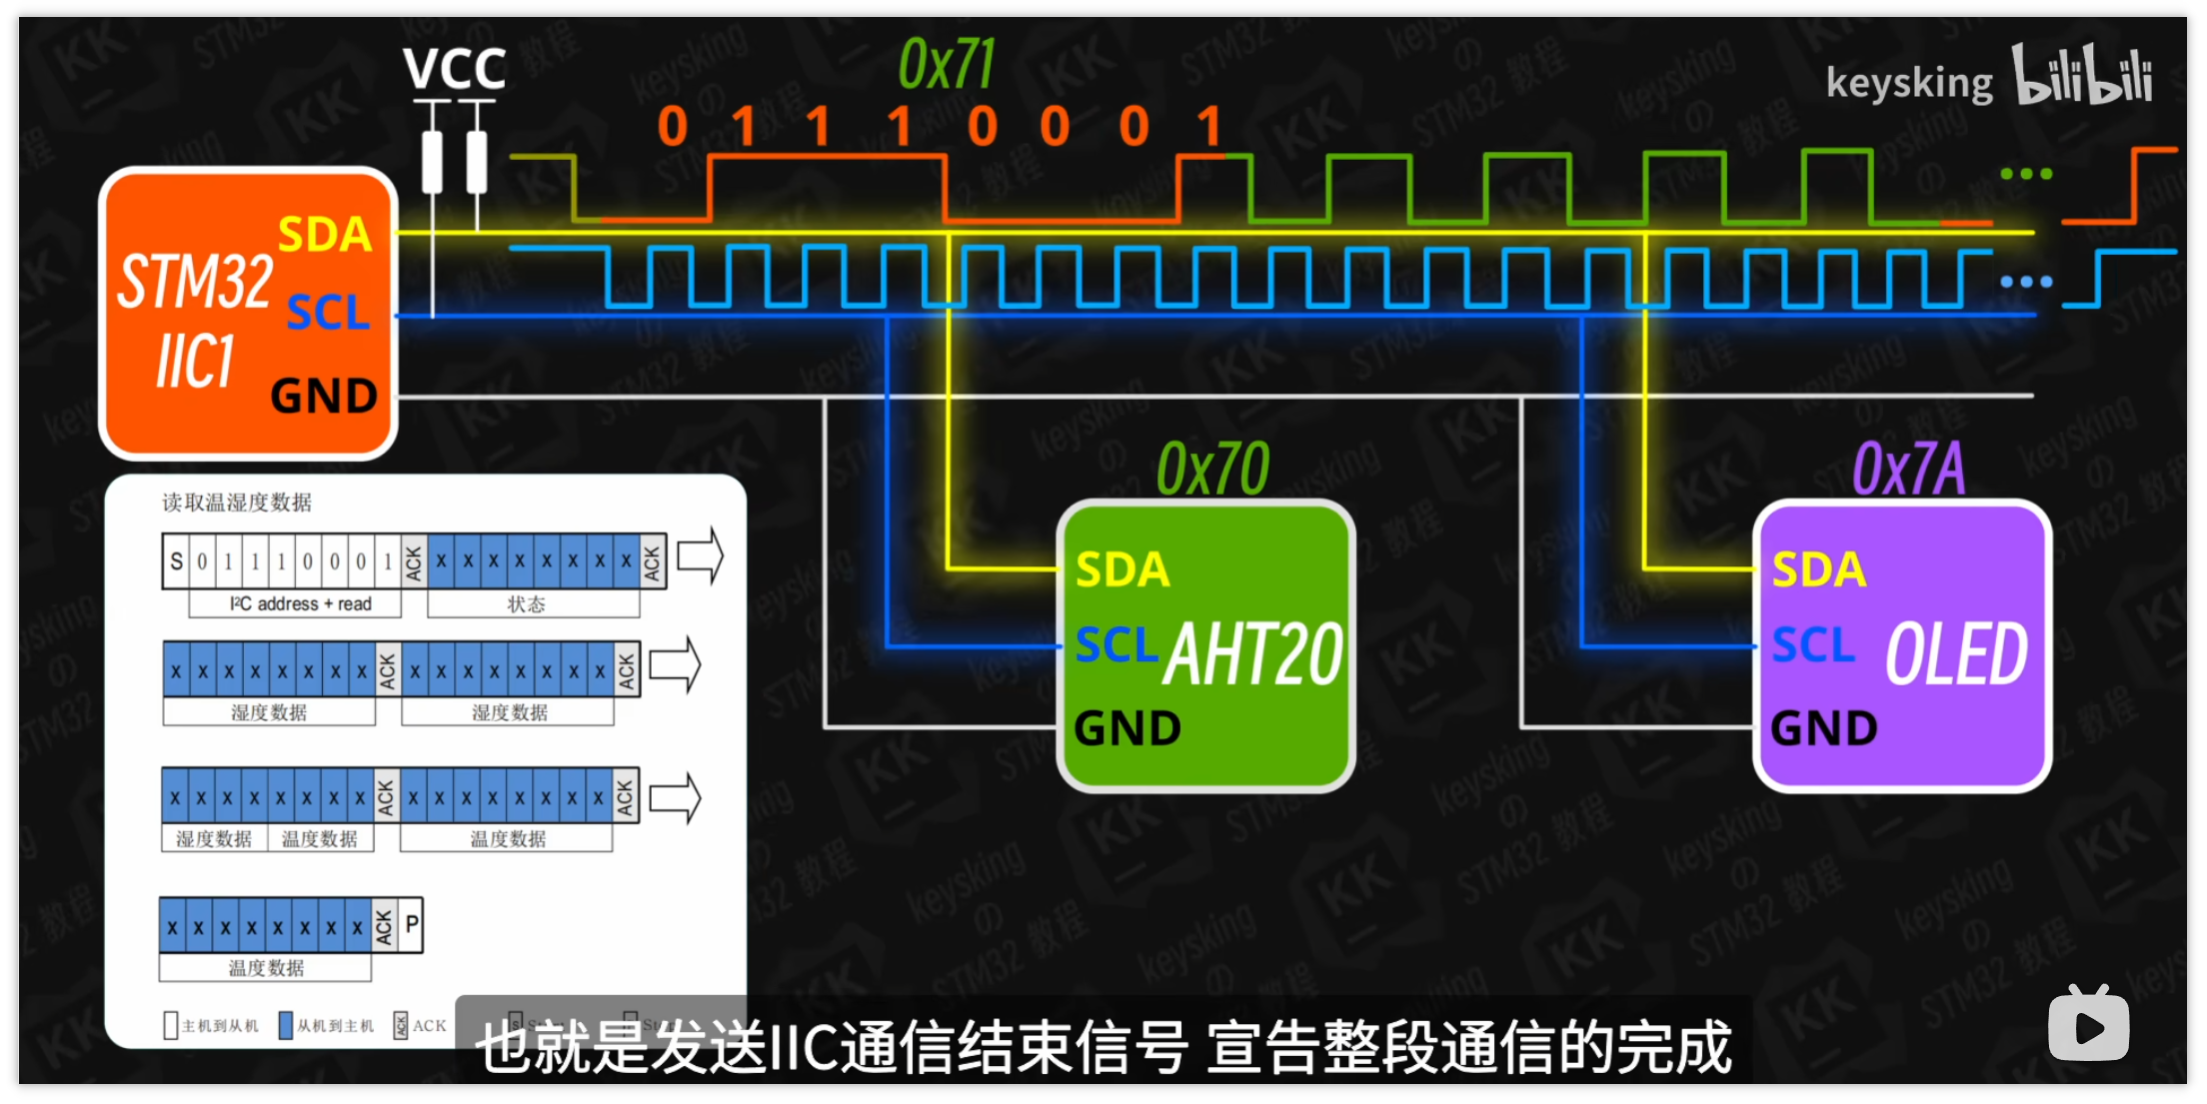 VCC
0x71
0 1 1 1 0 0 0 1
keysking bilibili
STM32
IIC1
SDA
SCL
GND
0x70
SDA
SCL
GND
AHT20
0x7A
SDA
SCL
GND
OLED
读取温湿度数据
S 0 1 1 1 0 0 0 1 ACK X X X X X X X X ACK
I²C address + read 状态
X X X X X X X X ACK X X X X X X X X ACK
湿度数据 湿度数据
X X X X X X X X ACK X X X X X X X X ACK
湿度数据 温度数据 温度数据
X X X X X X X X ACK P
温度数据
主机到从机 从机到主机 ACK ACK
也就是发送IIC通信结束信号 宣告整段通信的完成